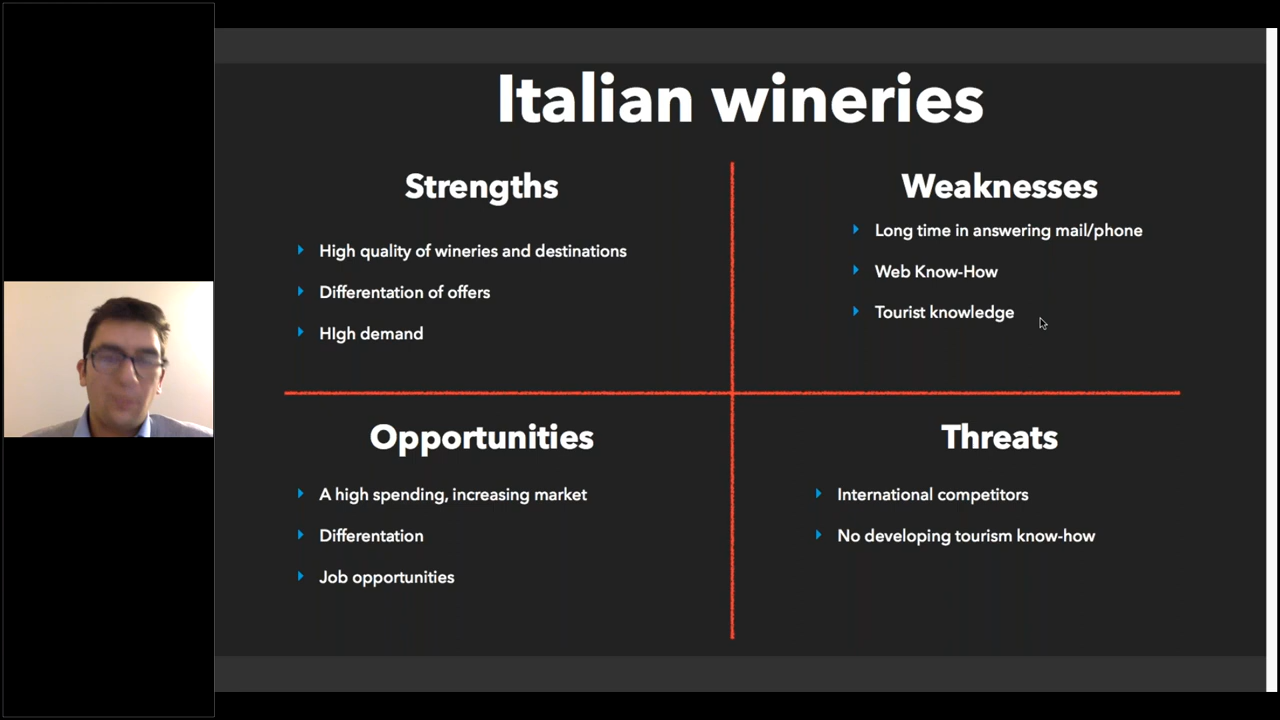 Italian wineries
Strengths
High quality of wineries and destinations
Differentation of offers
HIgh demand
Weaknesses
Long time in answering mail/phone
Web Know-How
Tourist knowledge
Opportunities
A high spending, increasing market
Differentation
Job opportunities
Threats
International competitors
No developing tourism know-how